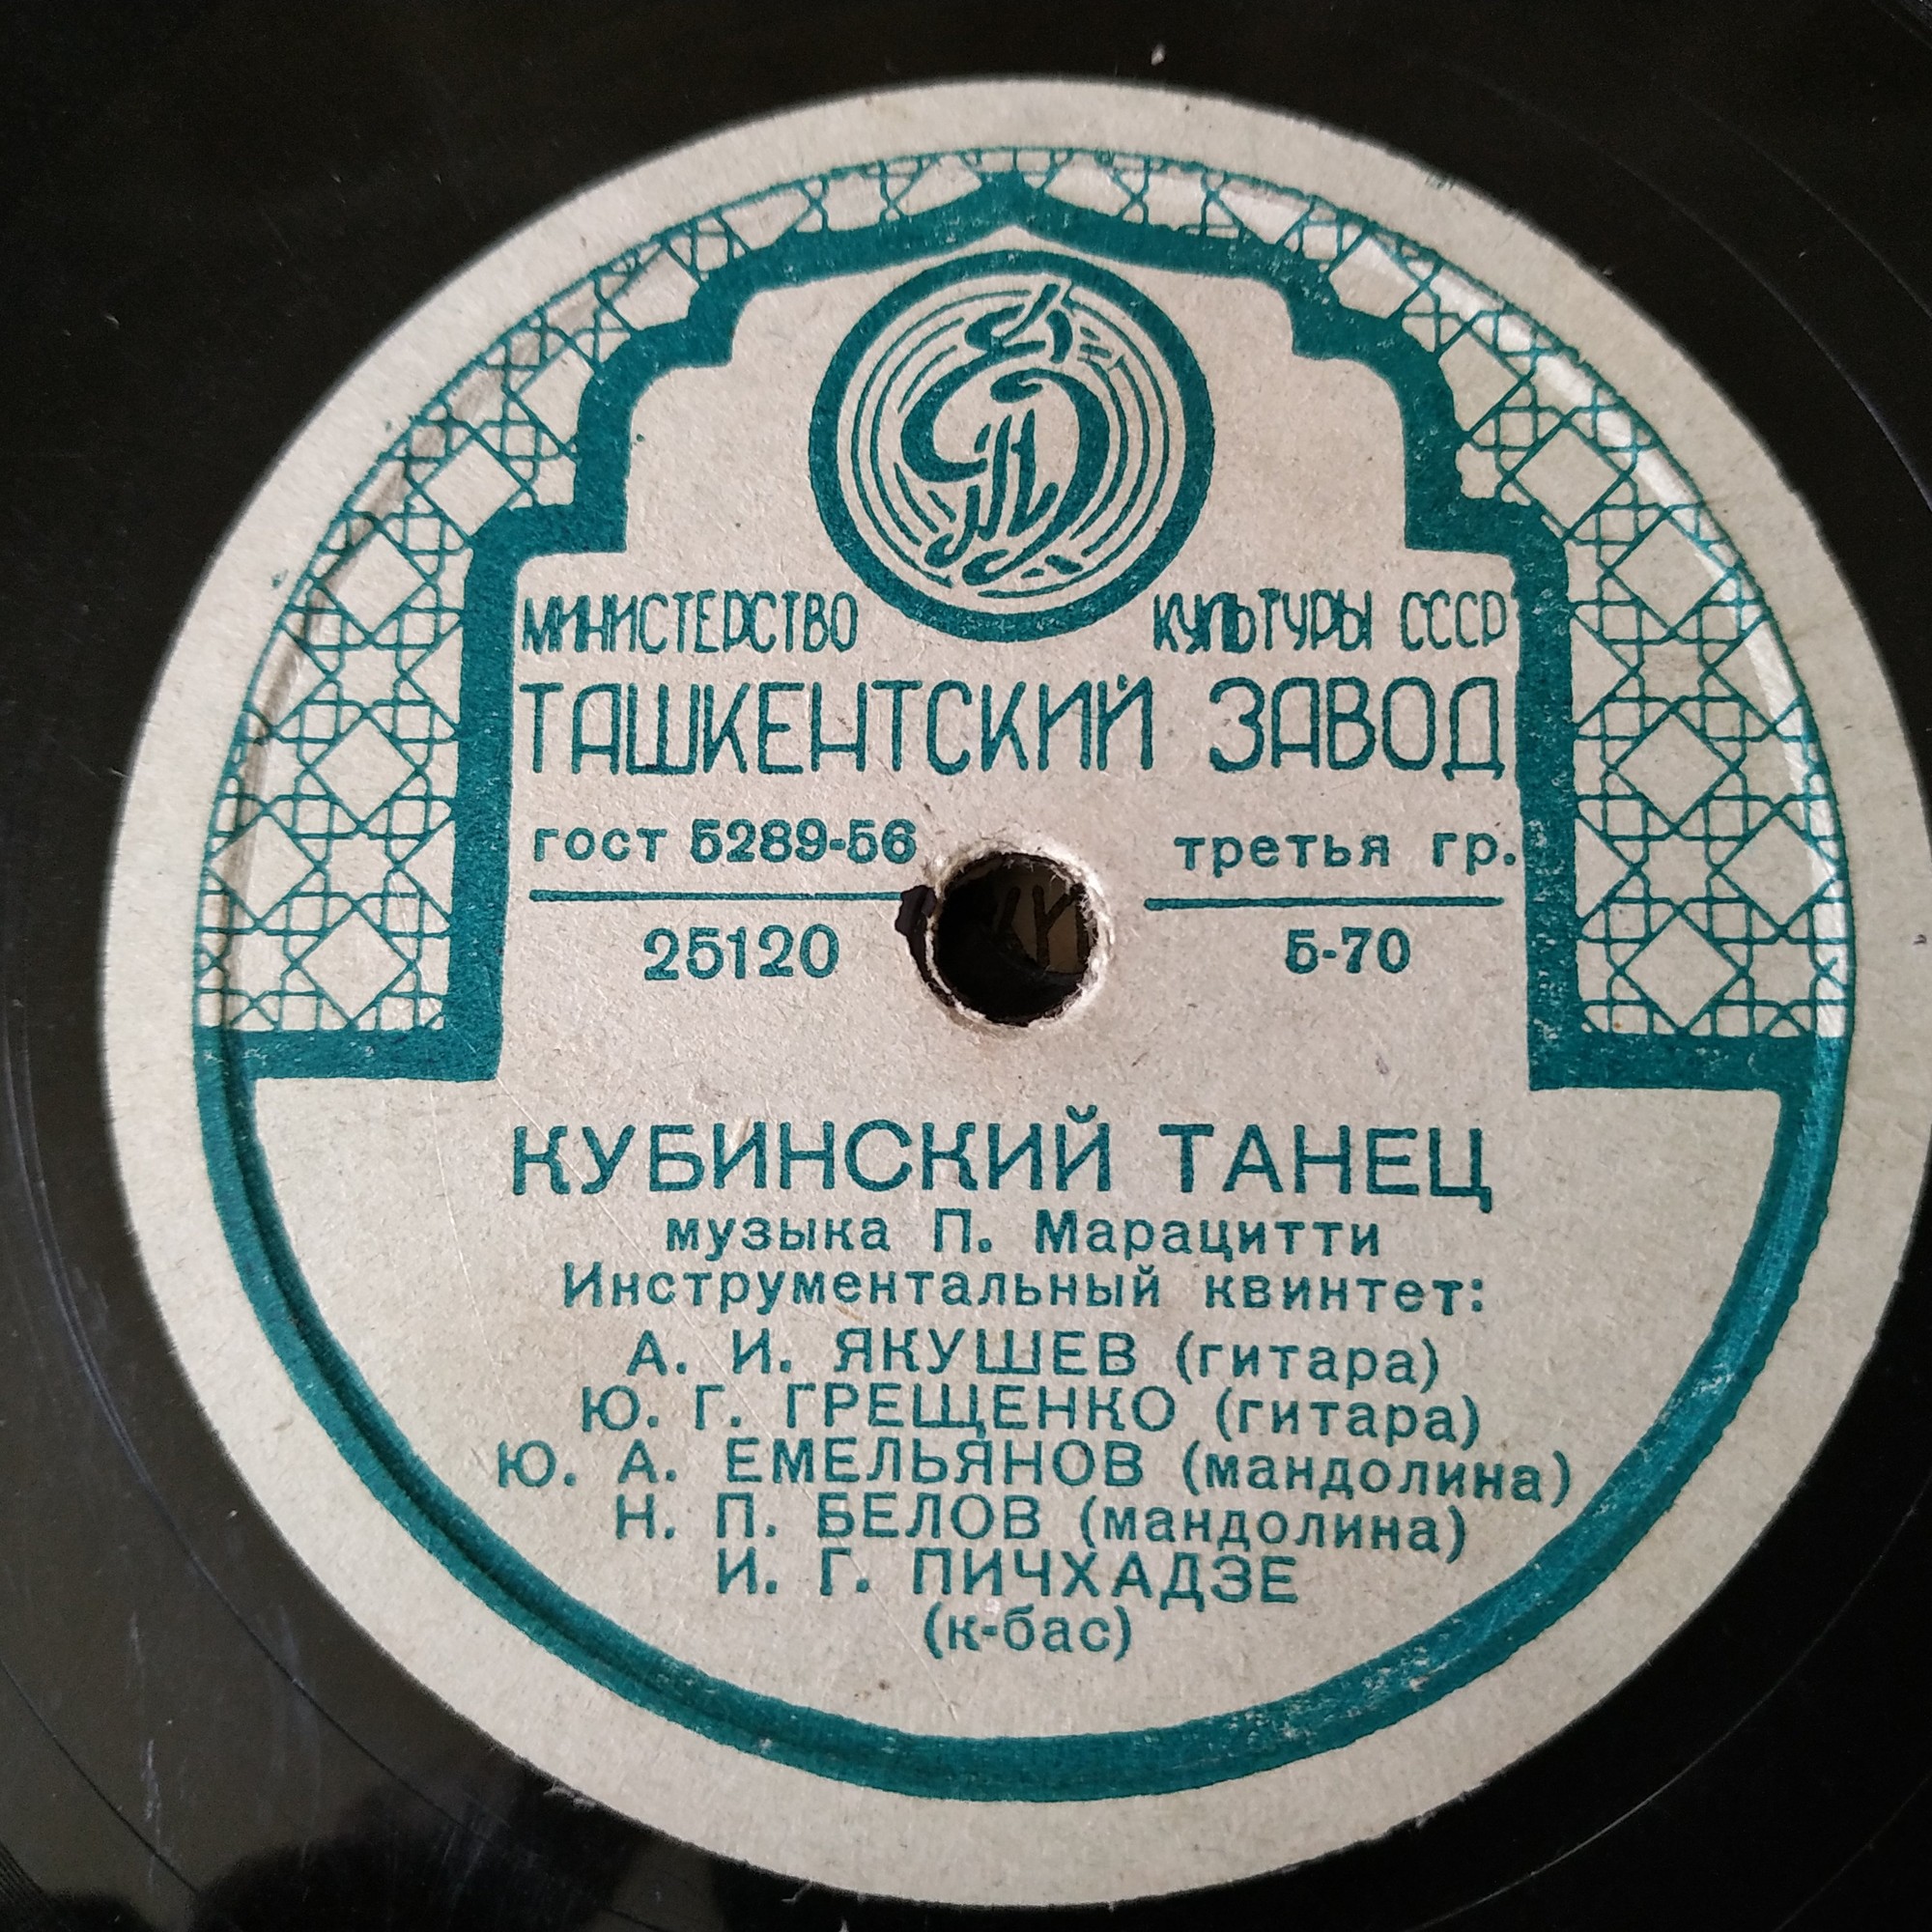 МИНИСТЕРСТВО КУЛЬТУРЫ СССР
ТАШКЕНТСКИЙ ЗАВОД
гост 5289-56 третья гр.
25120 5-70
КУБИНСКИЙ ТАНЕЦ
музыка П. Марацитти
Инструментальный квинтет:
А. И. ЯКУШЕВ (гитара)
Ю. Г. ГРЕЩЕНКО (гитара)
Ю. А. ЕМЕЛЬЯНОВ (мандолина)
Н. П. БЕЛОВ (мандолина)
И. Г. ПИЧХАДЗЕ
(к-бас)